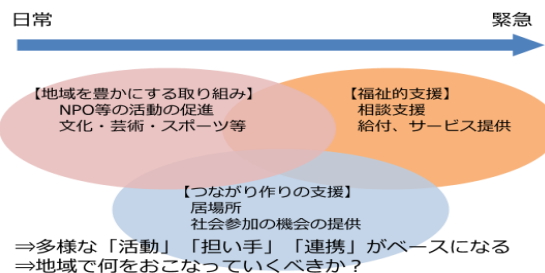 日常
緊急
【地域を豊かにする取り組み】
NPO等の活動の促進
文化・芸術・スポーツ等
【福祉的支援】
相談支援
給付、サービス提供
【つながり作りの支援】
居場所
社会参加の機会の提供
⇒多様な「活動」「担い手」「連携」がベースになる
⇒地域で何をおこなっていくべきか？